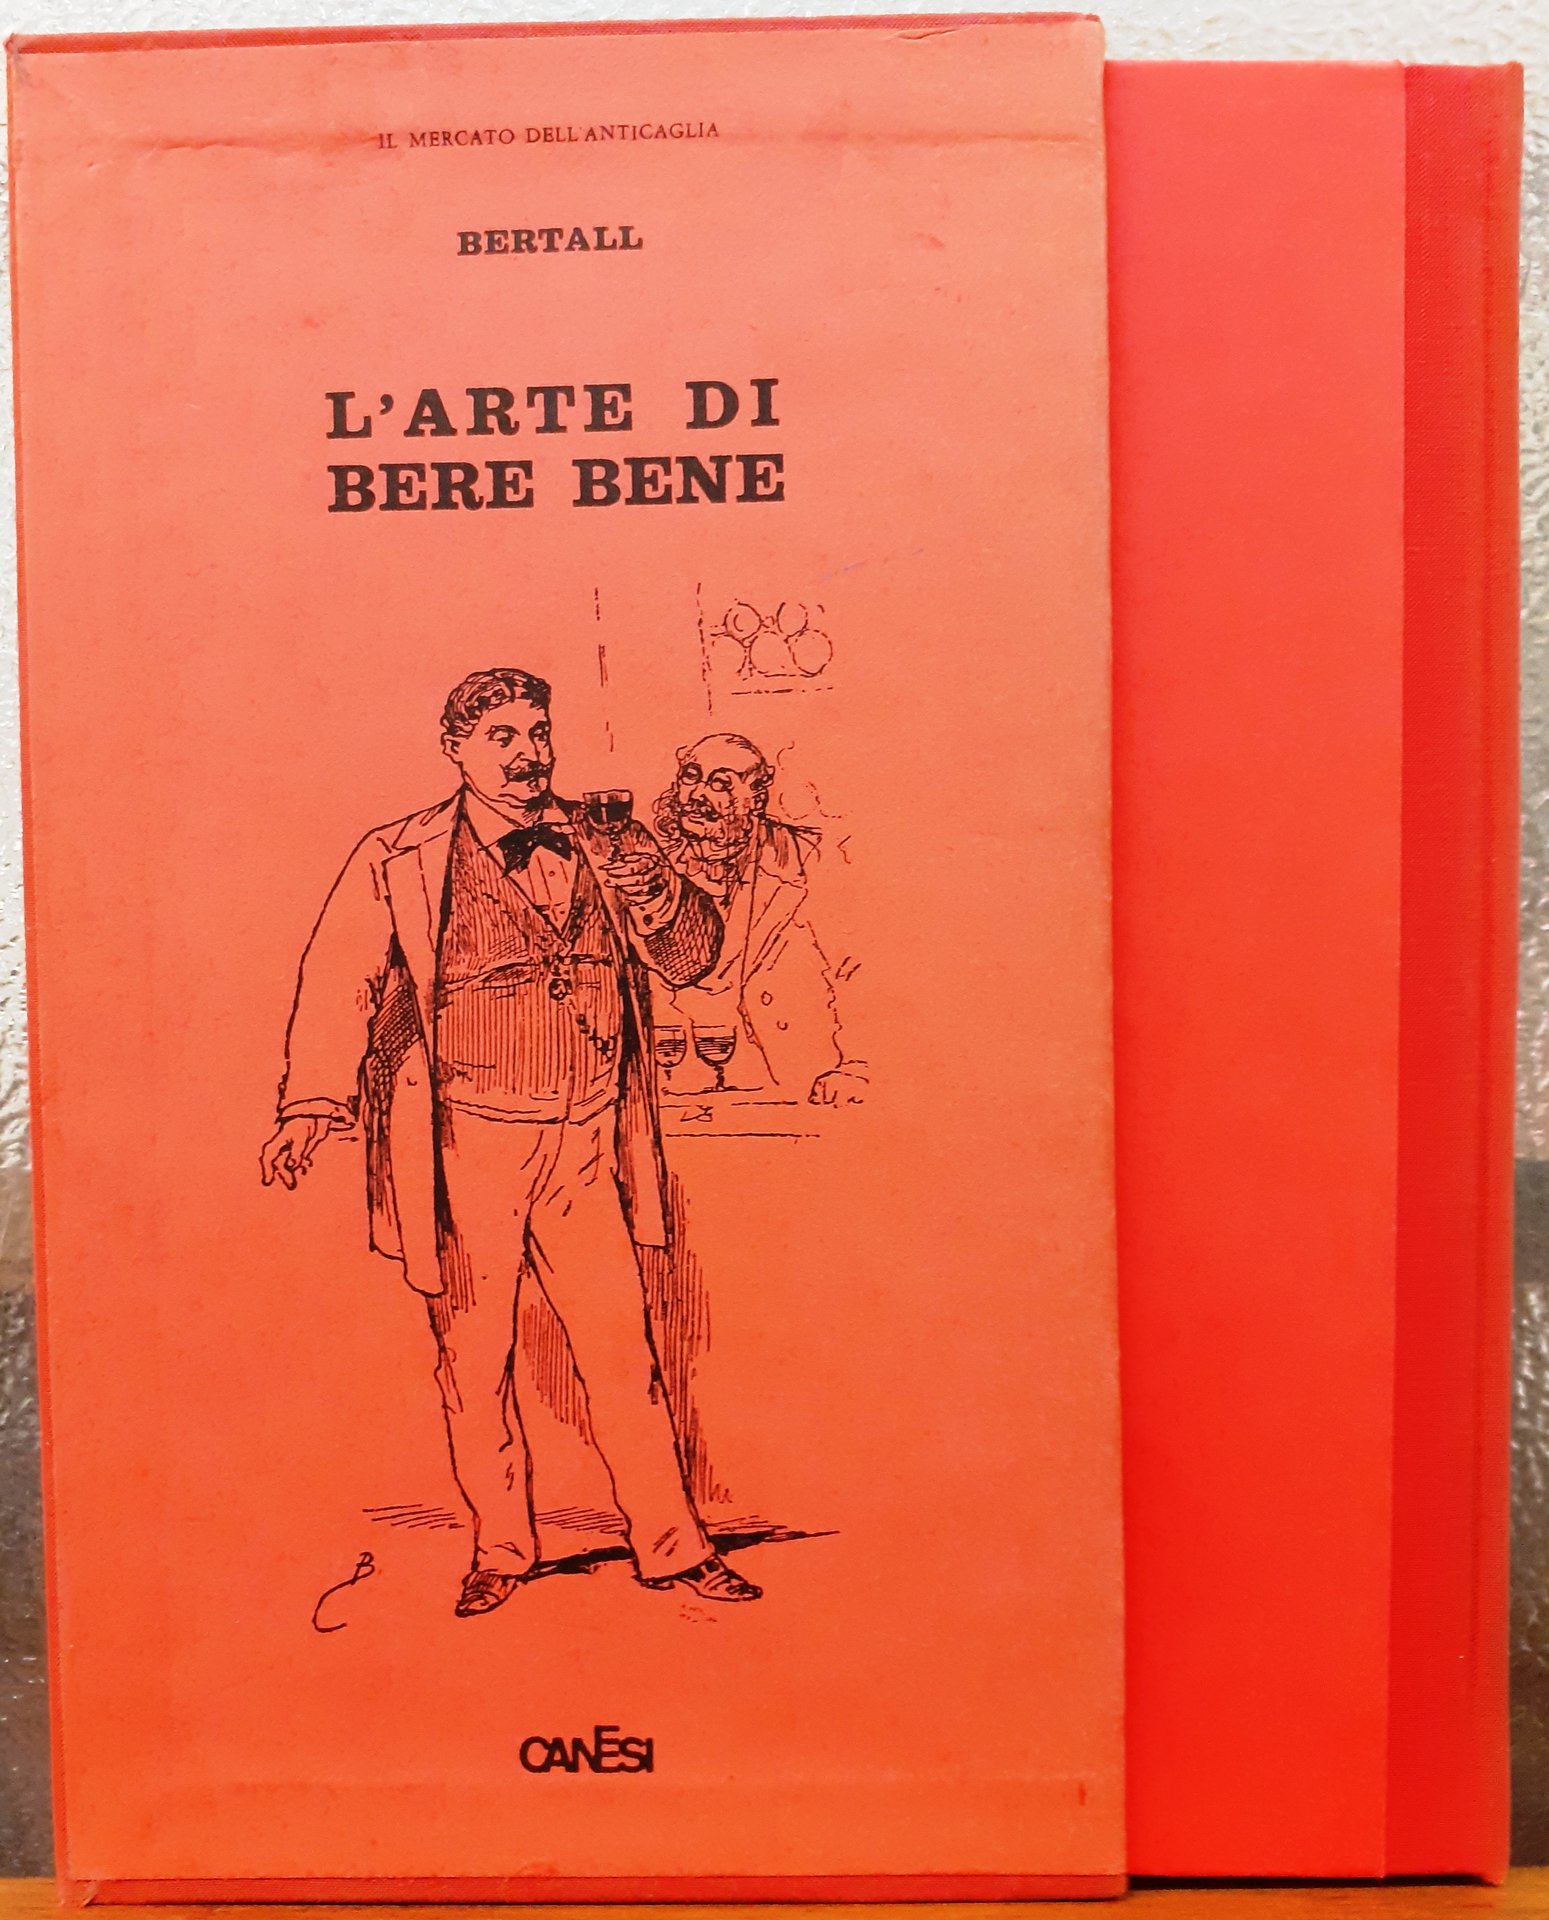 IL MERCATO DELL'ANTICAGLIA
BERTALL
L'ARTE DI
BERE BENE
B
CANESI